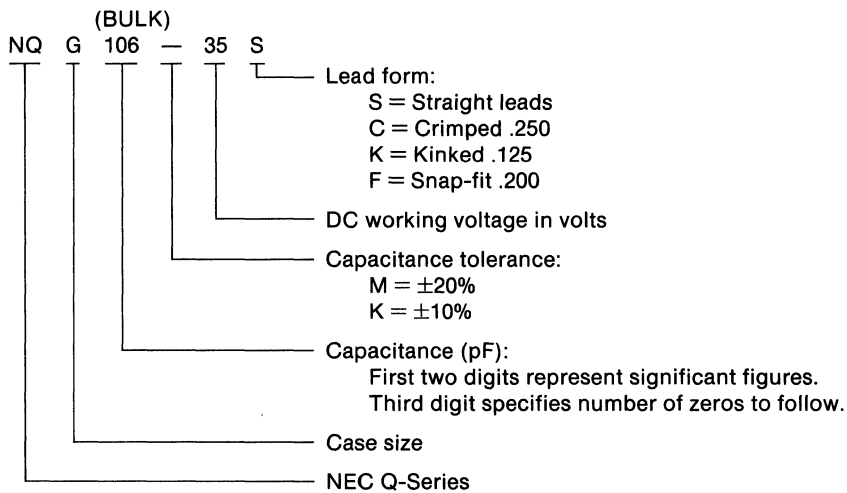 (BULK)
NQ G 106 — 35 S
Lead form:
S = Straight leads
C = Crimped .250
K = Kinked .125
F = Snap-fit .200
DC working voltage in volts
Capacitance tolerance:
M = ±20%
K = ±10%
Capacitance (pF):
First two digits represent significant figures.
Third digit specifies number of zeros to follow.
Case size
NEC Q-Series